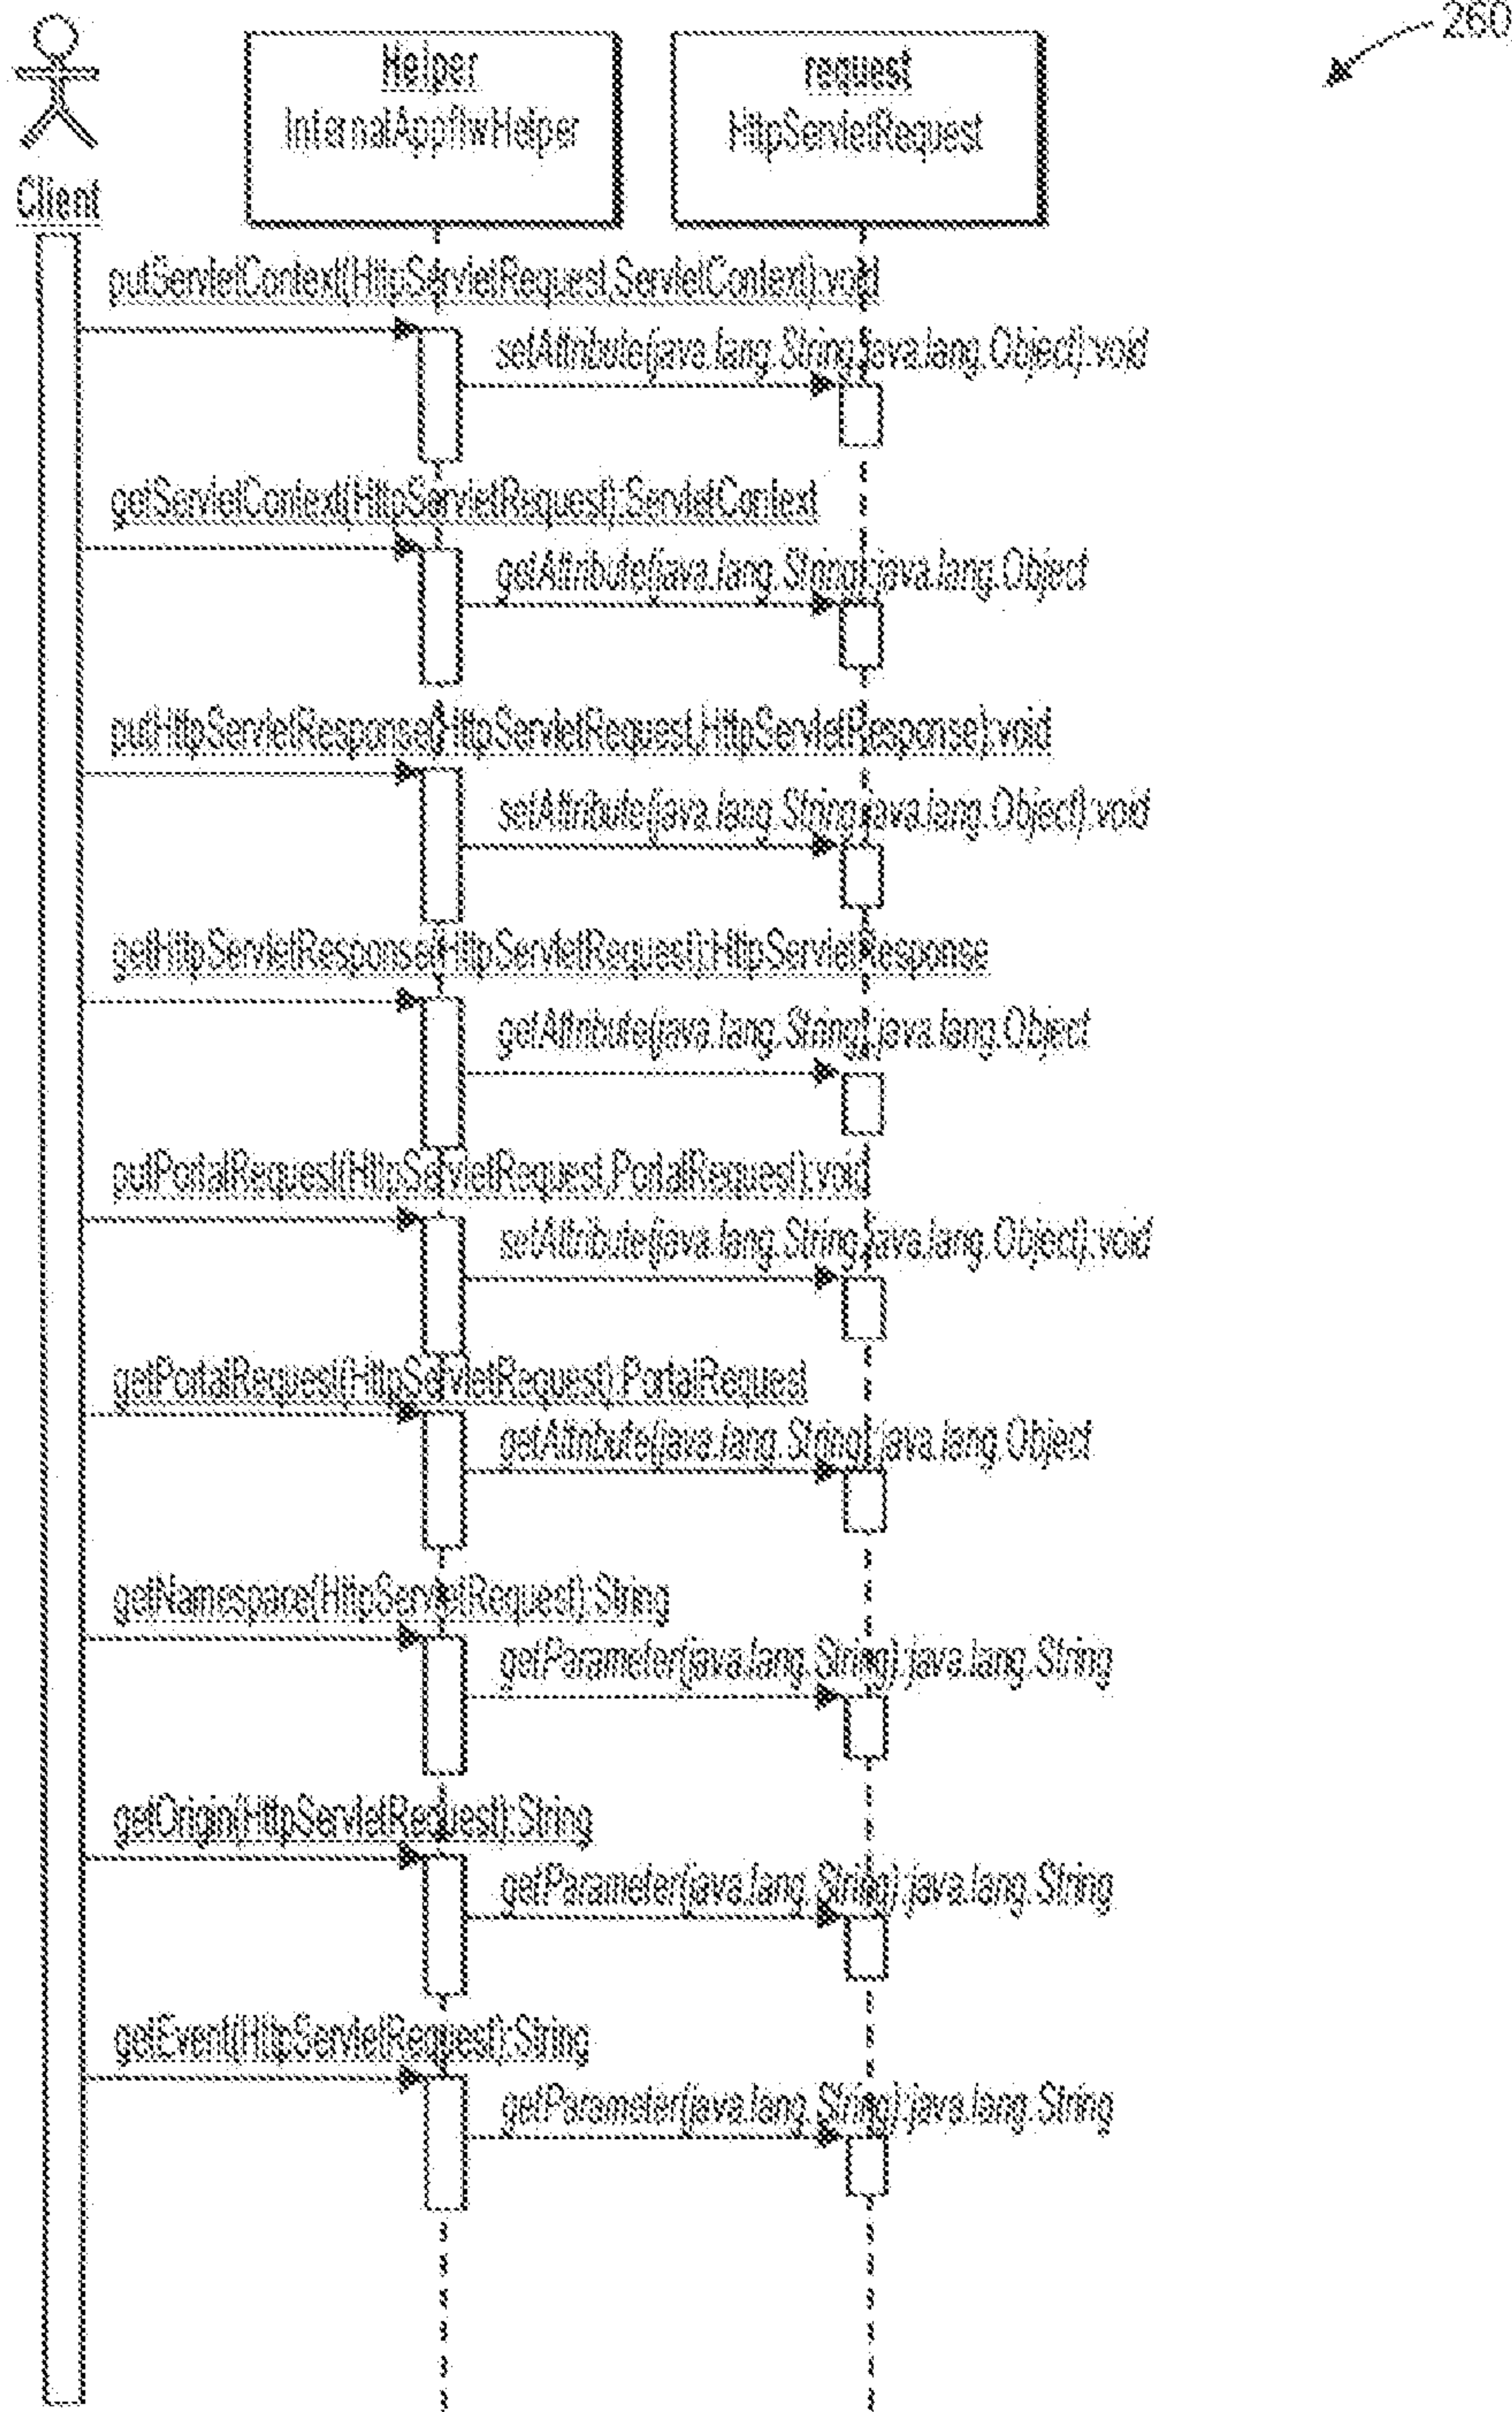 260
Helper
InternalAppflwHelper
request
HttpServletRequest
Client
putServletContext(HttpServletRequest,ServletContext):void
setAttribute(java.lang.String,java.lang.Object):void
getServletContext(HttpServletRequest):ServletContext
getAttribute(java.lang.String):java.lang.Object
putHttpServletResponse(HttpServletRequest,HttpServletResponse):void
setAttribute(java.lang.String,java.lang.Object):void
getHttpServletResponse(HttpServletRequest):HttpServletResponse
getAttribute(java.lang.String):java.lang.Object
putPortalRequest(HttpServletRequest,PortalRequest):void
setAttribute(java.lang.String,java.lang.Object):void
getPortalRequest(HttpServletRequest):PortalRequest
getAttribute(java.lang.String):java.lang.Object
getNamespace(HttpServletRequest):String
getParameter(java.lang.String):java.lang.String
getOrigin(HttpServletRequest):String
getParameter(java.lang.String):java.lang.String
getEvent(HttpServletRequest):String
getParameter(java.lang.String):java.lang.String